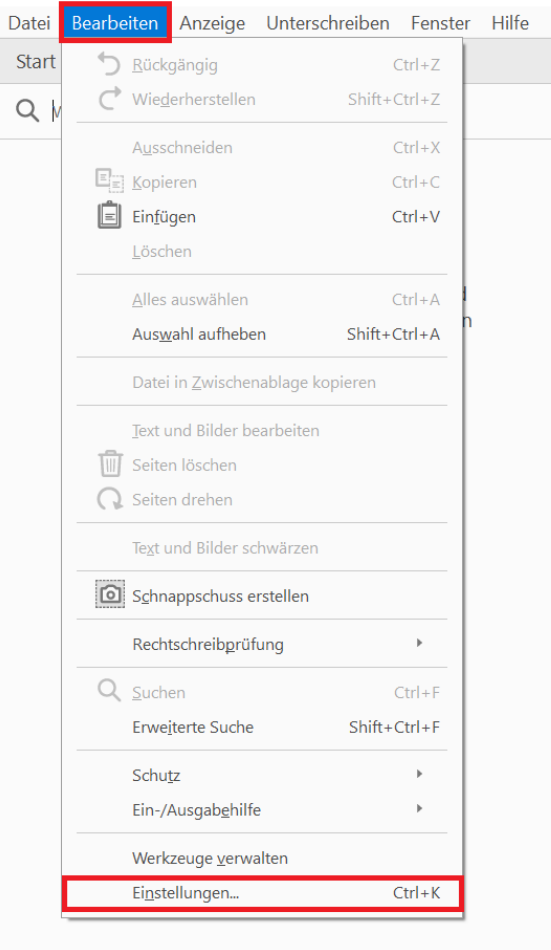 Datei Bearbeiten Anzeige Unterschreiben Fenster Hilfe
Start
Rückgängig Ctrl+Z
Wiederherstellen Shift+Ctrl+Z
Ausschneiden Ctrl+X
Kopieren Ctrl+C
Einfügen Ctrl+V
Löschen
Alles auswählen Ctrl+A
Auswahl aufheben Shift+Ctrl+A
Datei in Zwischenablage kopieren
Text und Bilder bearbeiten
Seiten löschen
Seiten drehen
Text und Bilder schwärzen
Schnappschuss erstellen
Rechtschreibprüfung
Suchen Ctrl+F
Erweiterte Suche Shift+Ctrl+F
Schutz
Ein-/Ausgabehilfe
Werkzeuge verwalten
Einstellungen... Ctrl+K